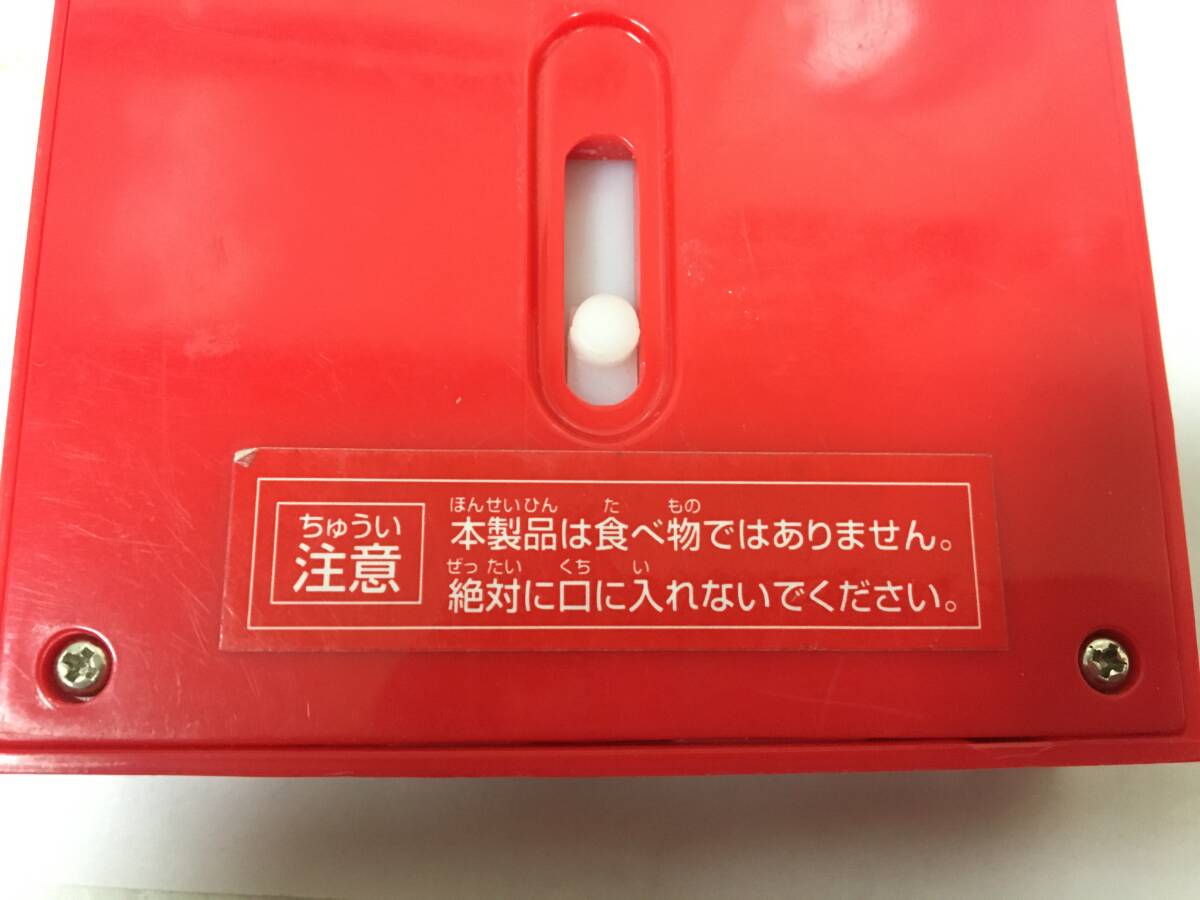 ちゅうい
注意
ほんせいひん た もの
本製品は食べ物ではありません。
ぜったい くち い
絶対に口に入れないでください。